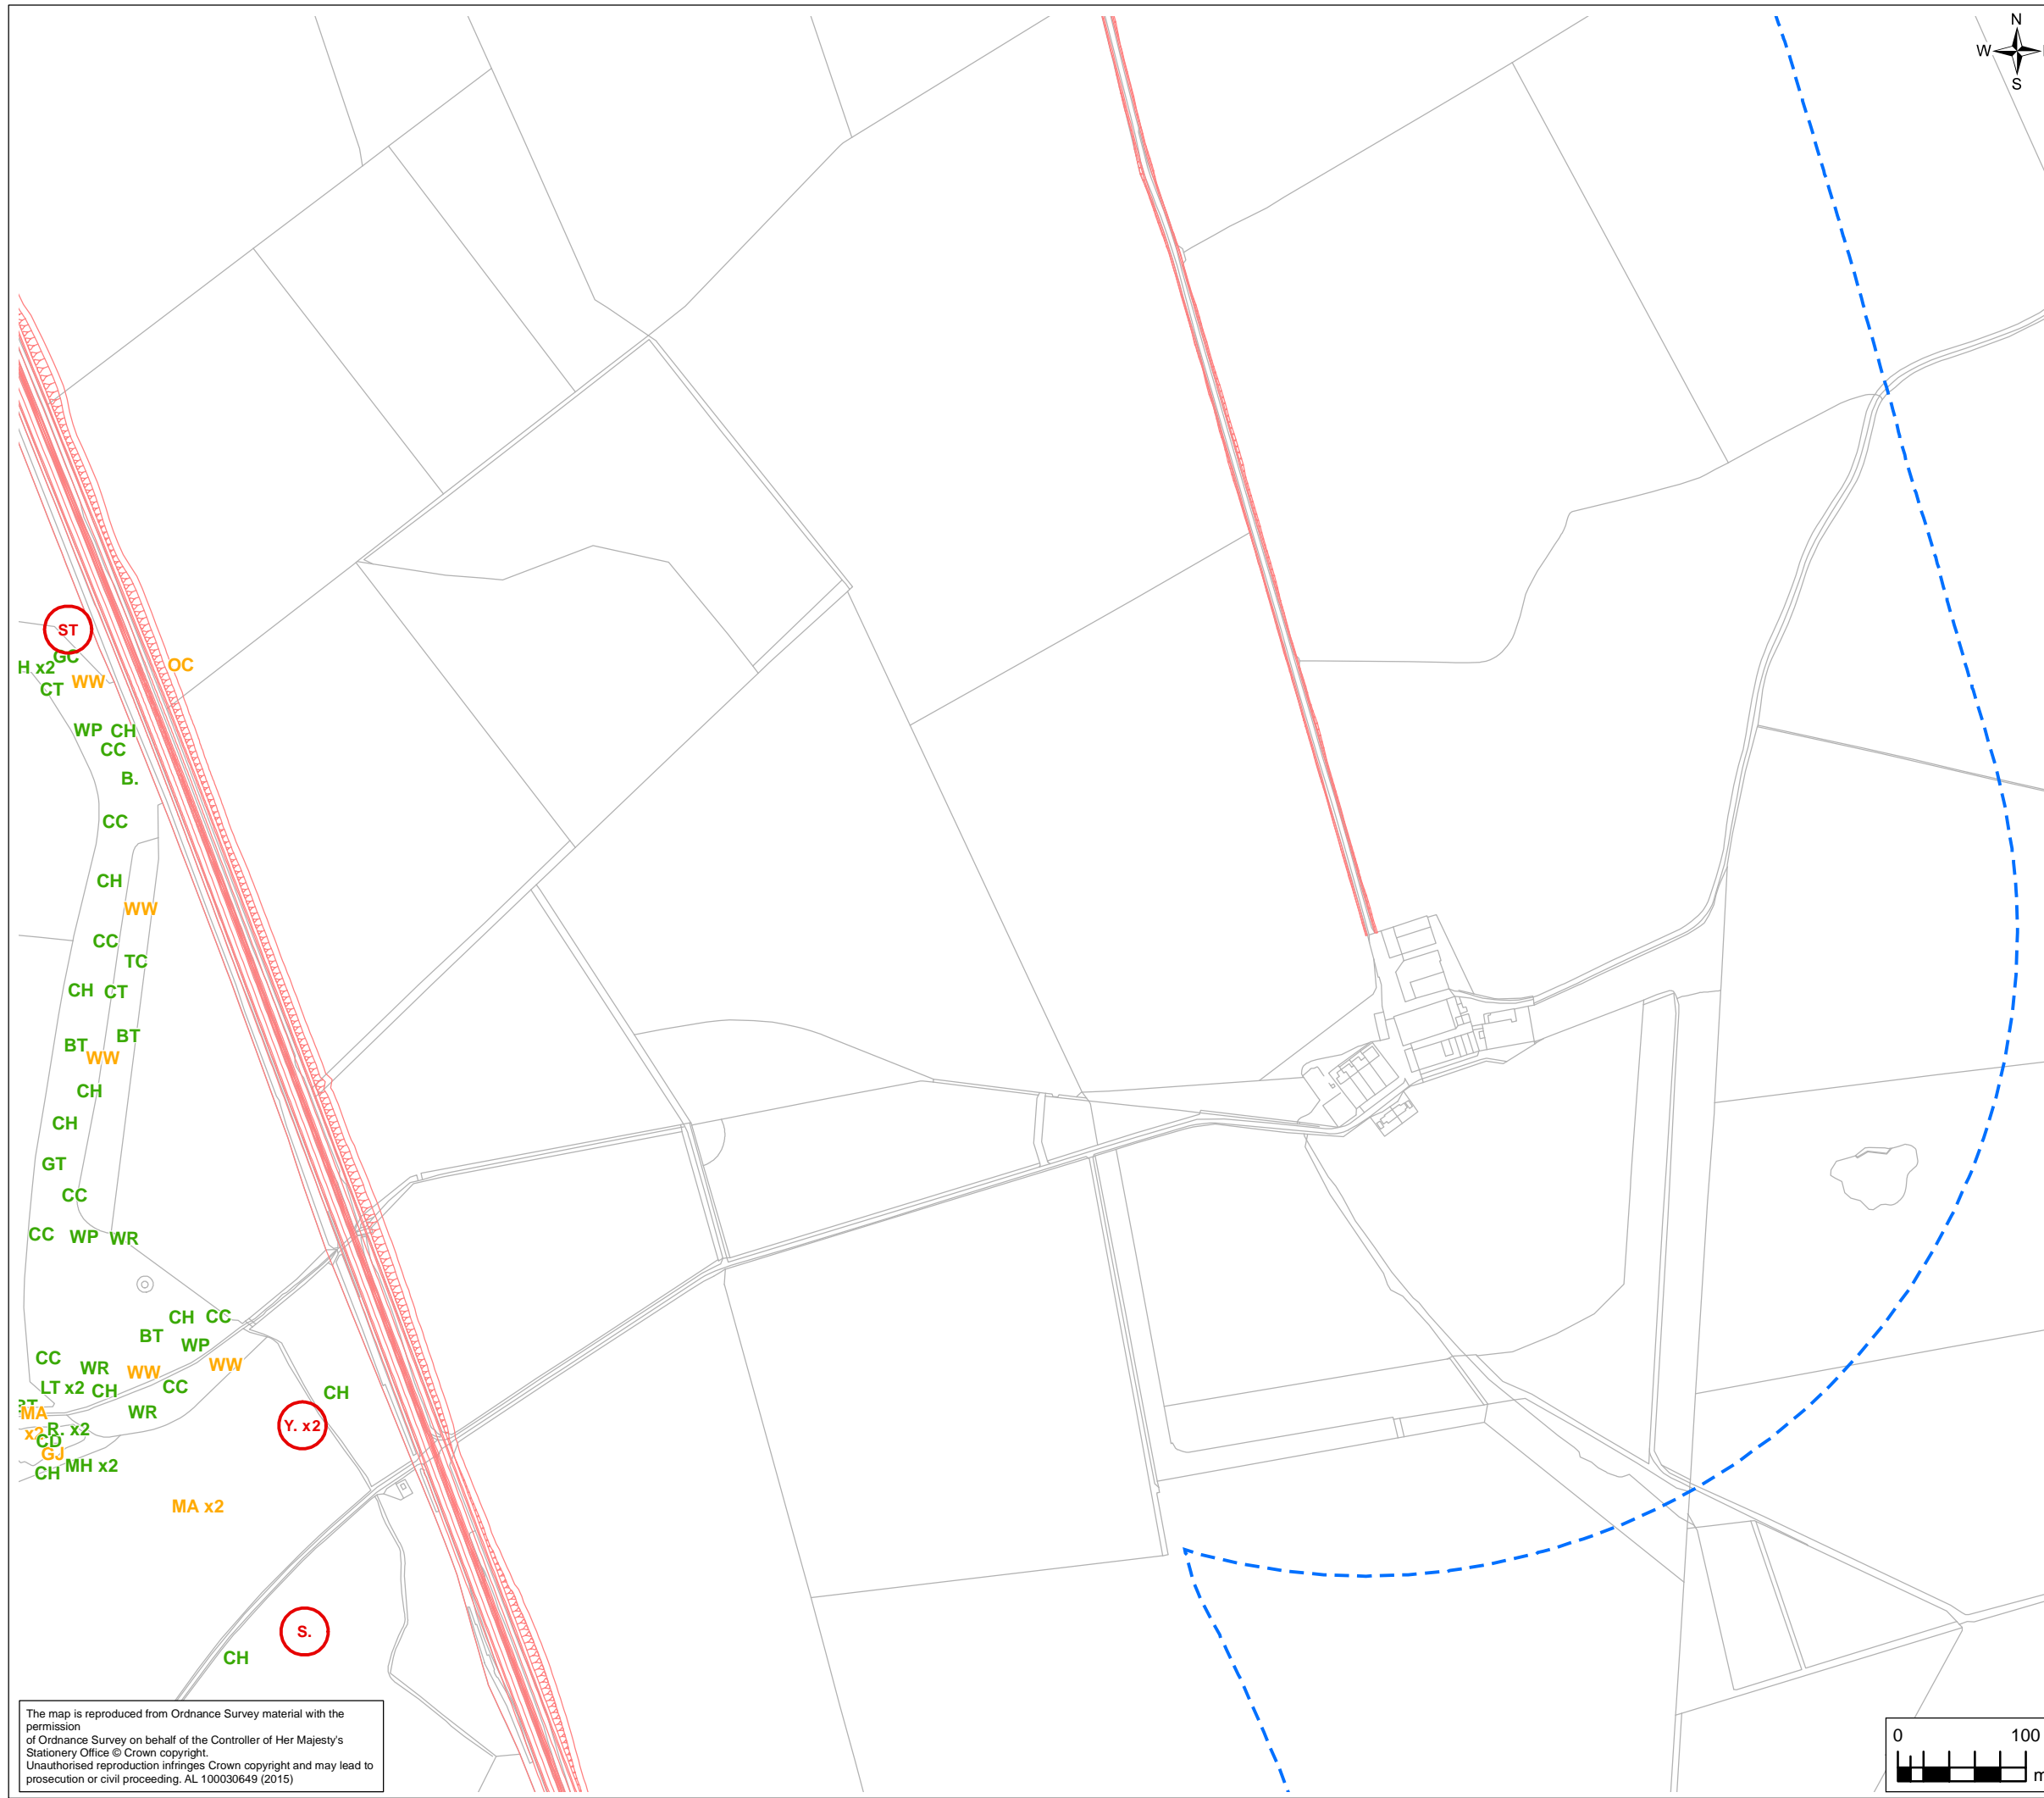 N
W
S
ST
GC
H x2
OC
CT
WW
WP CH
CC
B.
CC
CH
WW
CC
TC
CH CT
BT
BT
WW
CH
CH
GT
CC
CC WP WR
CH CC
BT
WP
CC
WR WW WW
LT x2 CH CC
CH
MA
WR
x2 R. x2
Y. x2
CD
GJ
CH MH x2
MA x2
S.
CH
The map is reproduced from Ordnance Survey material with the
permission
of Ordnance Survey on behalf of the Controller of Her Majesty's
Stationery Office © Crown copyright.
Unauthorised reproduction infringes Crown copyright and may lead to
prosecution or civil proceeding. AL 100030649 (2015)
0 100
m